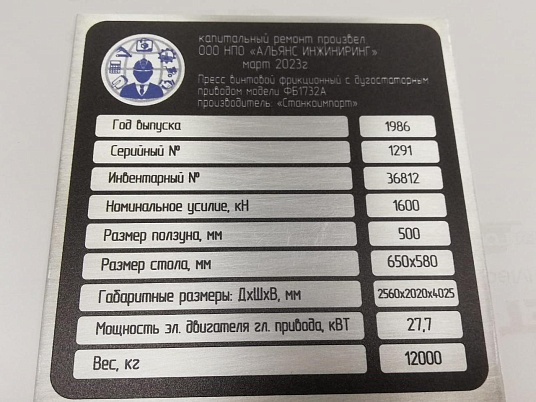 капитальный ремонт произвел
ООО НПО «АЛЬЯНС ИНЖИНИРИНГ»
март 2023г
Пресс винтовой фрикционный с дугостаторным
приводом модели ФБ1732А
производитель: «Станкоимпорт»
Год выпуска 1986
Серийный № 1291
Инвентарный № 36812
Номинальное усилие, кН 1600
Размер ползуна, мм 500
Размер стола, мм 650х580
Габаритные размеры: ДхШхВ, мм 2560х2020х4025
Мощность эл. двигателя гл. привода, кВТ 27,7
Вес, кг 12000